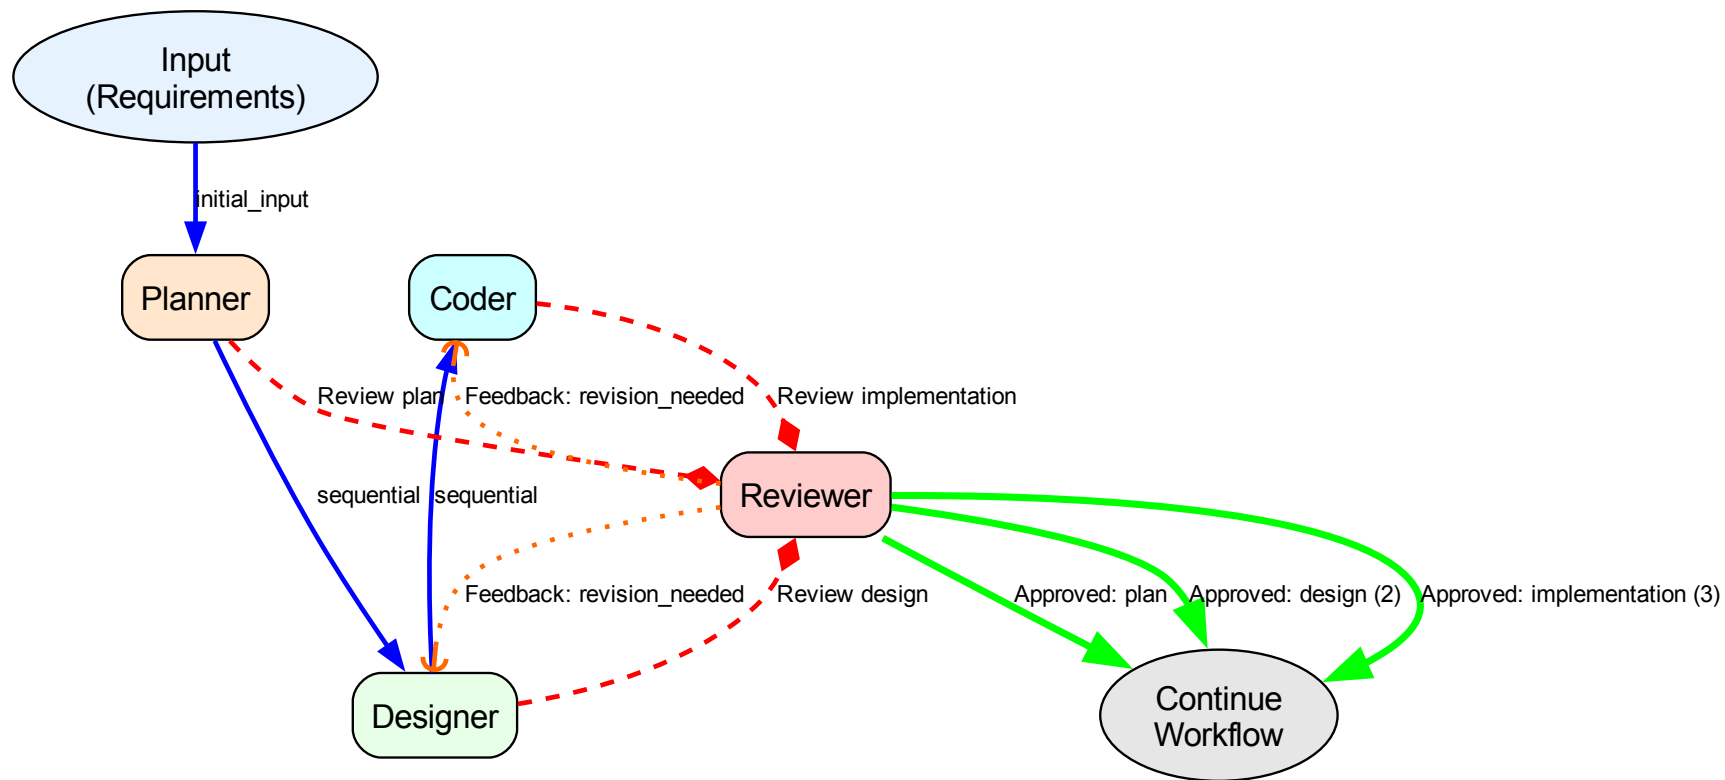 Input
(Requirements)
initial_input
Planner
Coder
Review plan
Feedback: revision_needed
Review implementation
sequential
sequential
Reviewer
Feedback: revision_needed
Review design
Approved: plan
Approved: design (2)
Approved: implementation (3)
Designer
Continue
Workflow